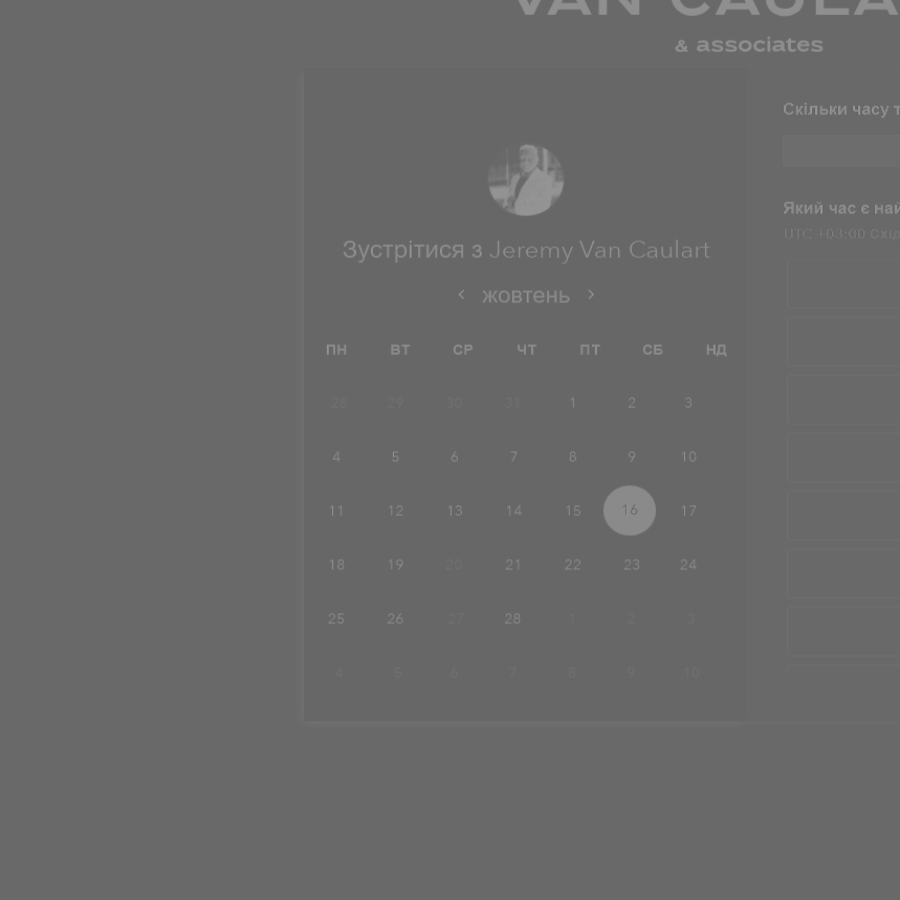 VAN CAULA
& associates
Зустрітися з Jeremy Van Caulart
жовтень
ПН ВТ СР ЧТ ПТ СБ НД
28 29 30 31 1 2 3
4 5 6 7 8 9 10
11 12 13 14 15 16 17
18 19 20 21 22 23 24
25 26 27 28 1 2 3
4 5 6 7 8 9 10
Скільки часу т
Який час є най
UTC +03:00 Схід